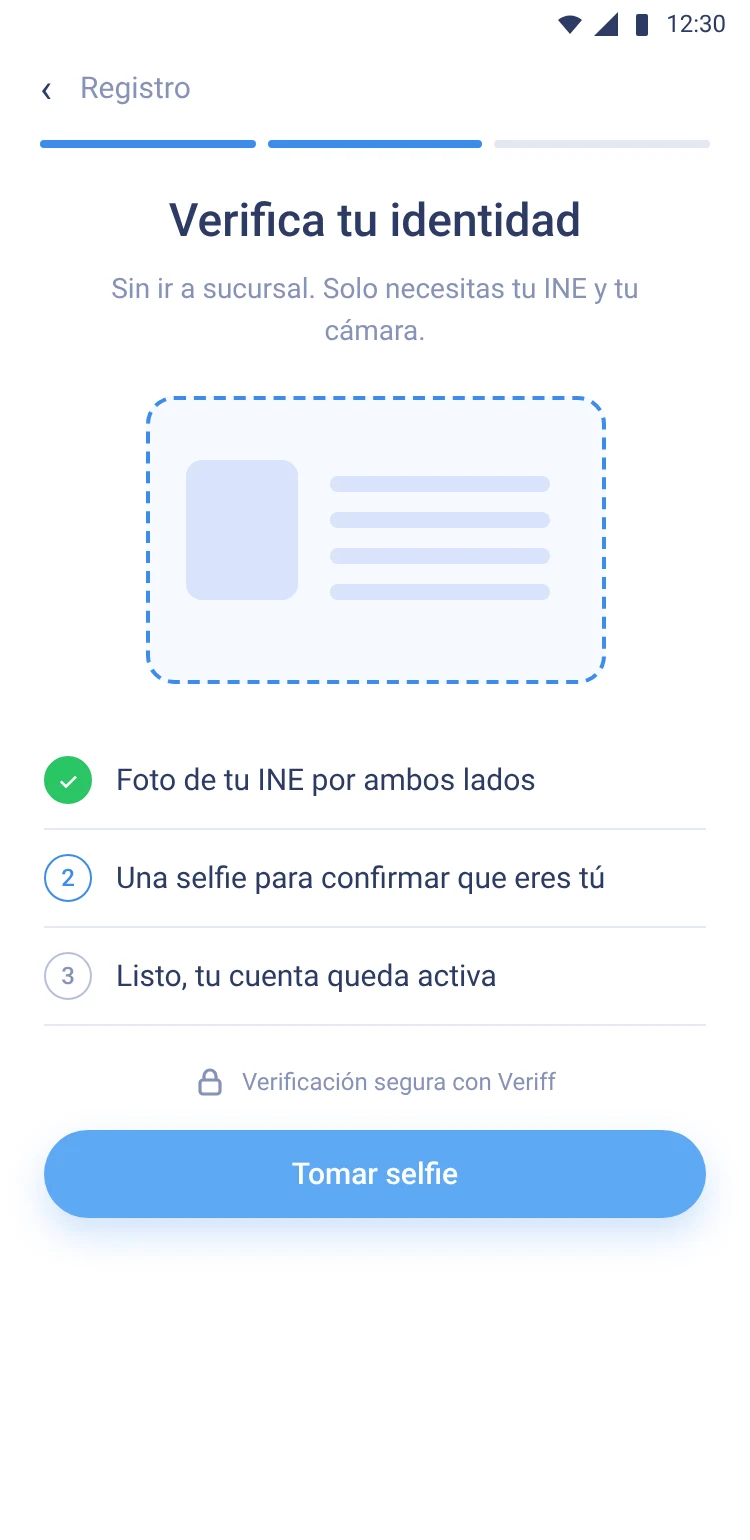 12:30
‹ Registro
Verifica tu identidad
Sin ir a sucursal. Solo necesitas tu INE y tu
cámara.
Foto de tu INE por ambos lados
2 Una selfie para confirmar que eres tú
3 Listo, tu cuenta queda activa
Verificación segura con Veriff
Tomar selfie